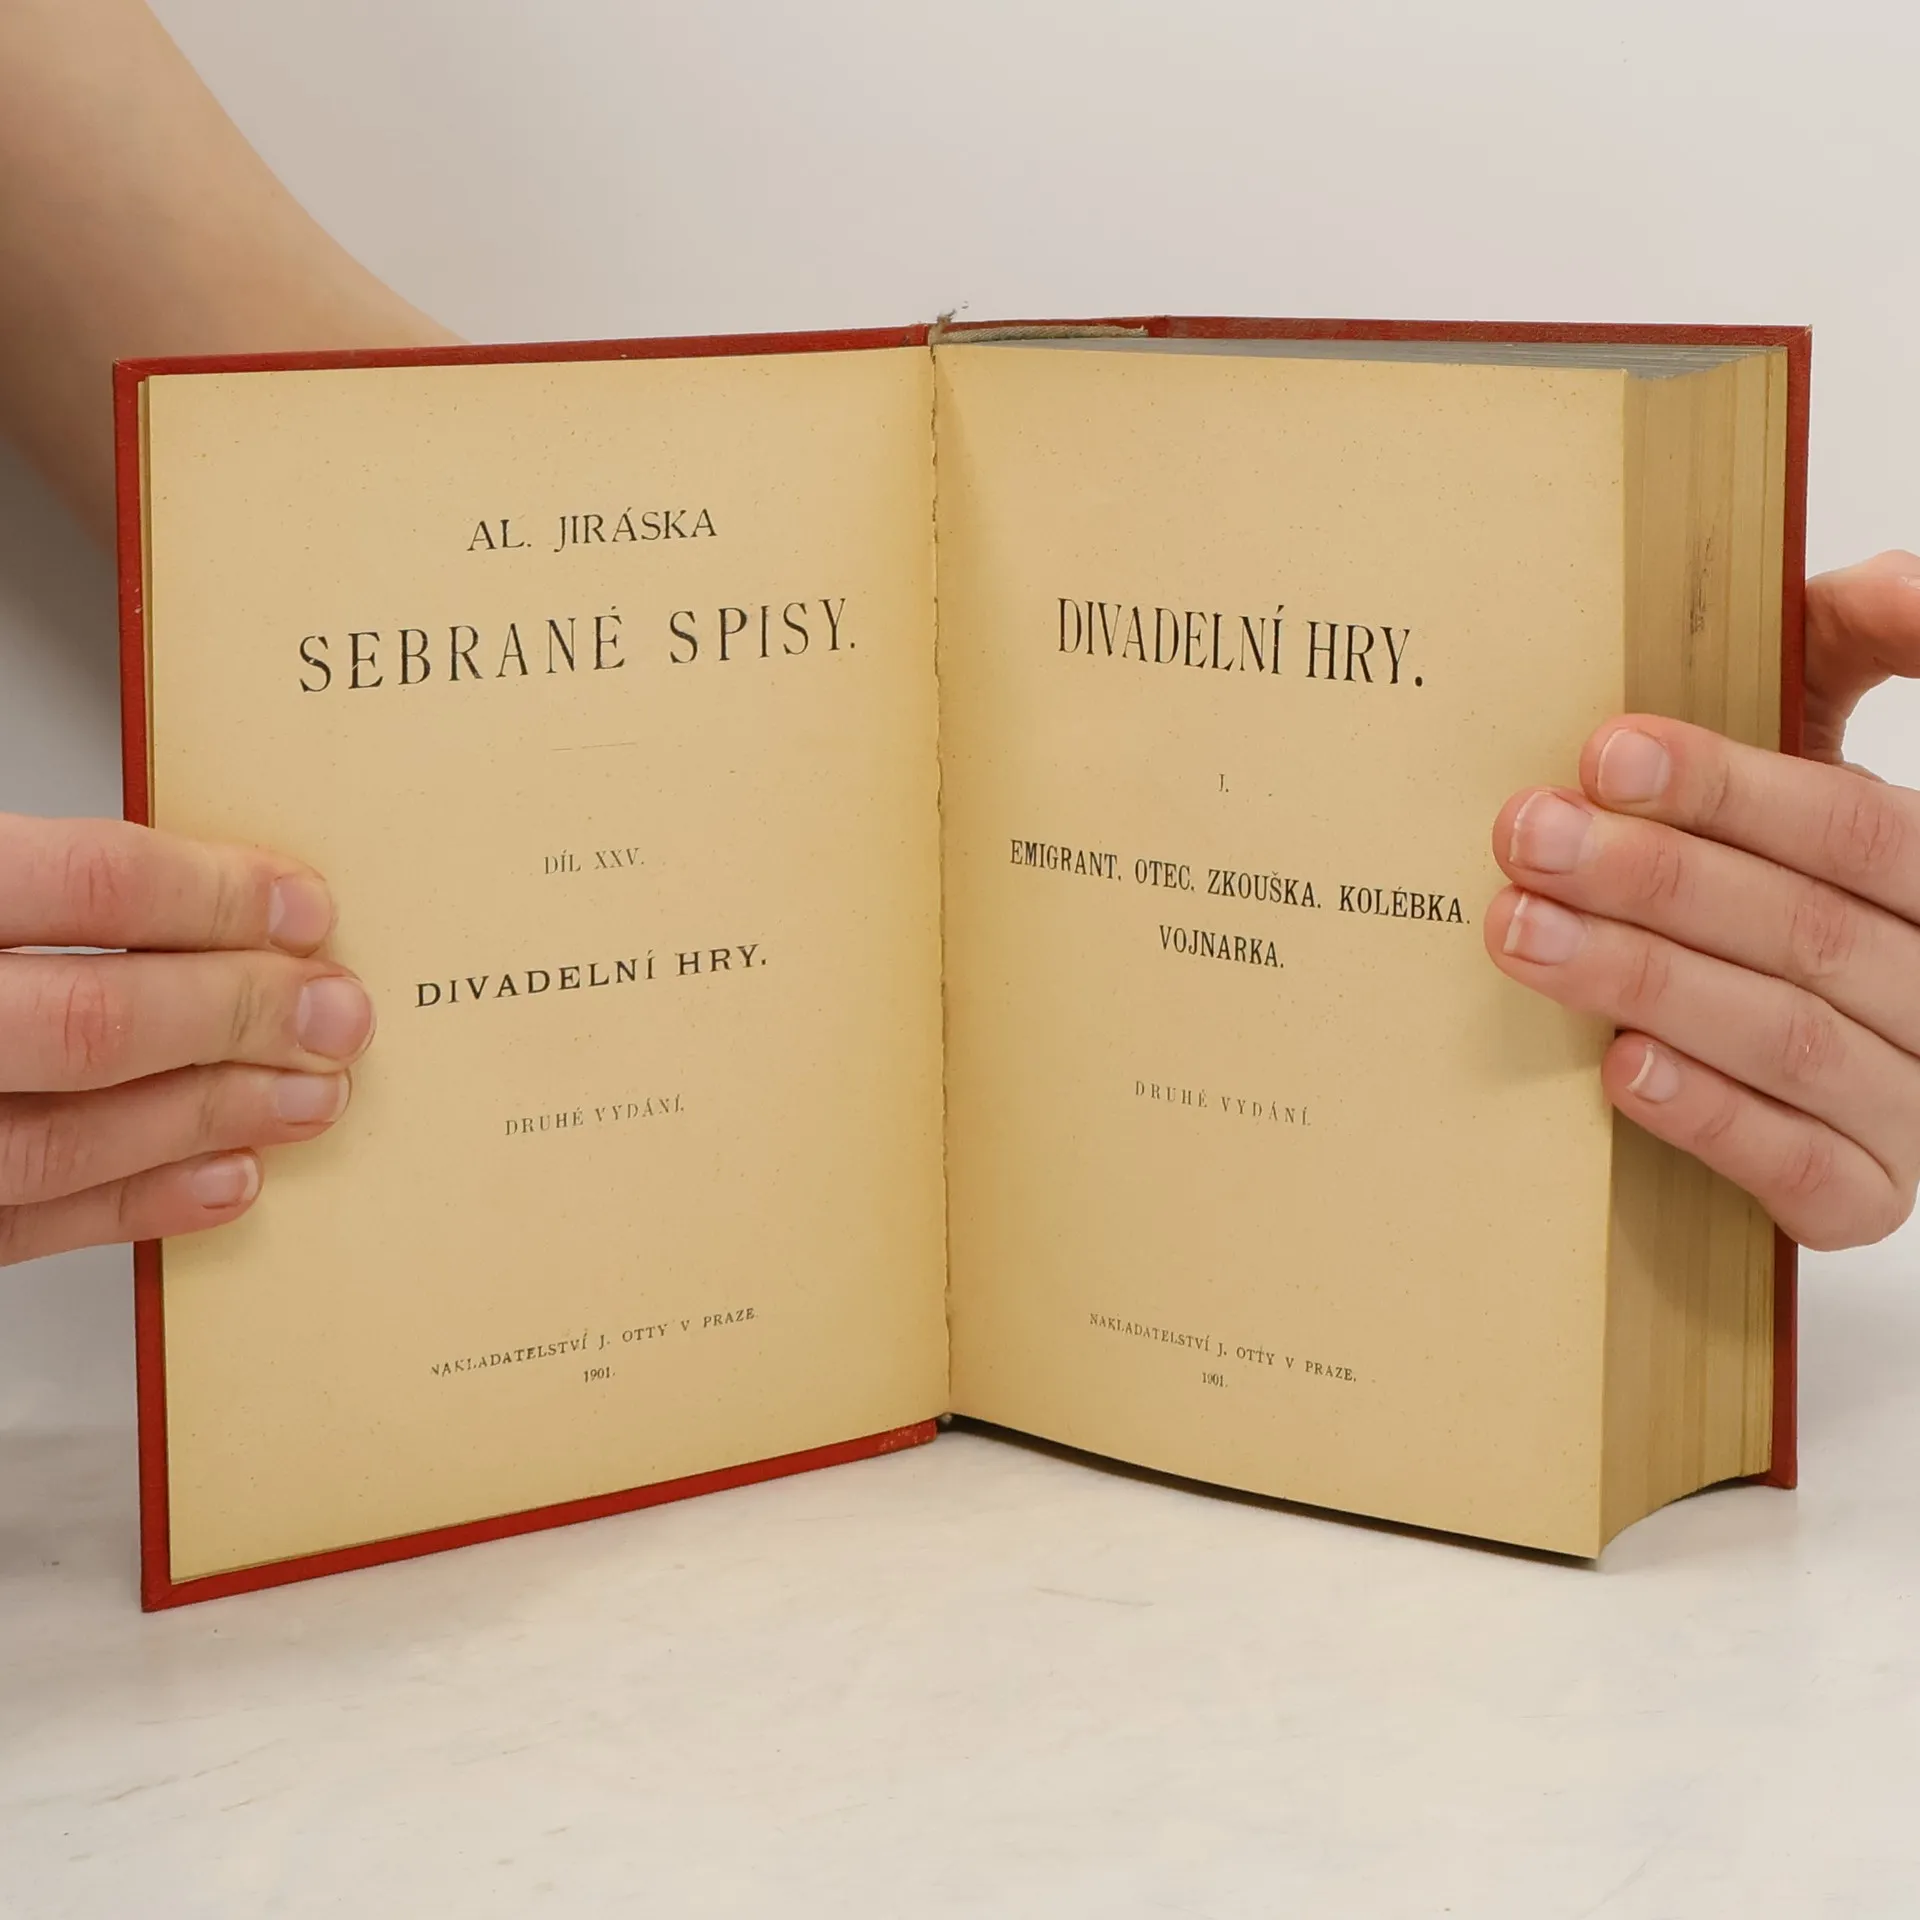 AL. JIRÁSKA
SEBRANÉ SPISY.
DÍL XXV.
DIVADELNÍ HRY.
DRUHÉ VYDÁNÍ.
NAKLADATELSTVÍ J. OTTY V PRAZE.
1901.
DIVADELNÍ HRY.
I.
EMIGRANT. OTEC. ZKOUŠKA. KOLÉBKA.
VOJNARKA.
DRUHÉ VYDÁNÍ.
NAKLADATELSTVÍ J. OTTY V PRAZE.
1901.